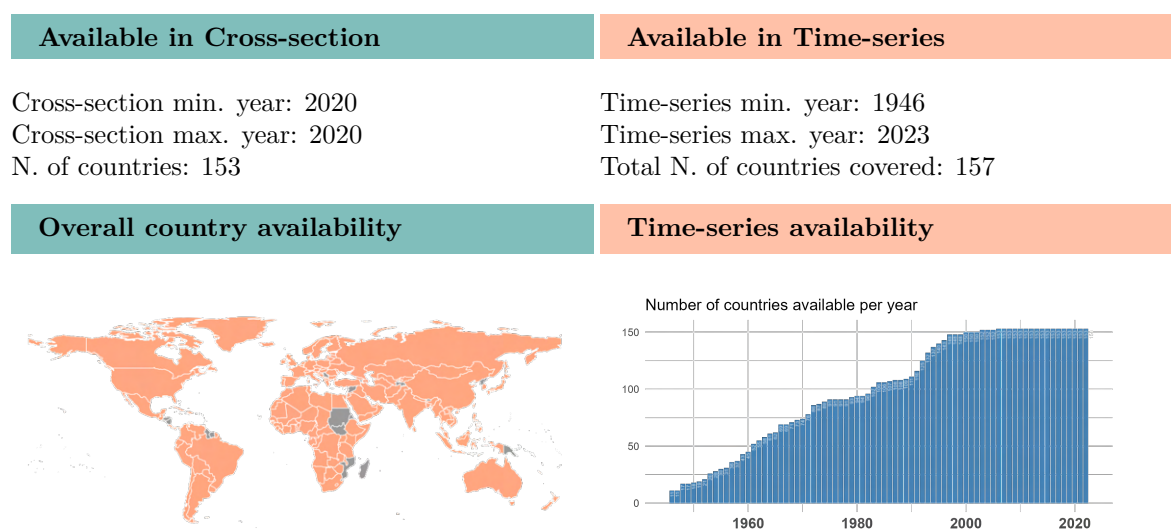 Available in Cross-section
Available in Time-series
Cross-section min. year: 2020
Cross-section max. year: 2020
N. of countries: 153
Time-series min. year: 1946
Time-series max. year: 2023
Total N. of countries covered: 157
Overall country availability
Time-series availability
Number of countries available per year
150
100
50
0
1960 1980 2000 2020